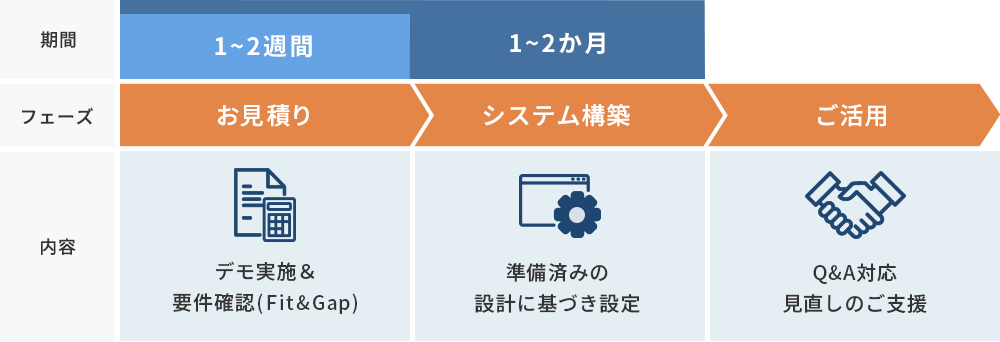 期間
1~2週間
1~2か月
フェーズ
お見積り
システム構築
ご活用
内容
デモ実施&
要件確認(Fit&Gap)
準備済みの
設計に基づき設定
Q&A対応
見直しのご支援